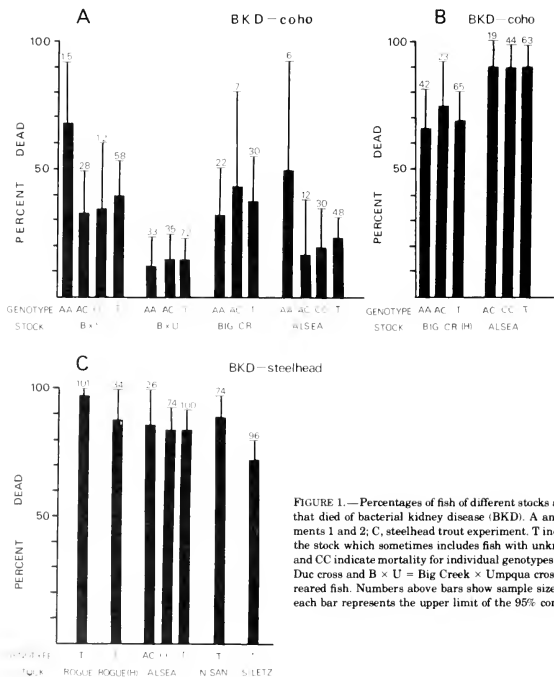 A
BKD-coho
B
BKD-coho
100
50
PERCENT DEAD
15
28
58
33
35
22
7
30
6
12
30
48
GENOTYPE AA AC T AA AC T AA AC T AA AC CC T
STOCK B×U BIG CR ALSEA
100
50
PERCENT DEAD
42
65
19
44
63
GENOTYPE AA AC T AC CC T
STOCK BIG CR (H) ALSEA
C
BKD-steelhead
100
50
PERCENT DEAD
101
34
26
74
100
74
96
T AC T T
ROGUE ROGUE(H) ALSEA N SAN SILETZ
FIGURE 1.—Percentages of fish of different stocks
that died of bacterial kidney disease (BKD). A an
ments 1 and 2; C, steelhead trout experiment. T in
the stock which sometimes includes fish with unk
and CC indicate mortality for individual genotypes
Duc cross and B × U = Big Creek × Umpqua cros
reared fish. Numbers above bars show sample size
each bar represents the upper limit of the 95% con